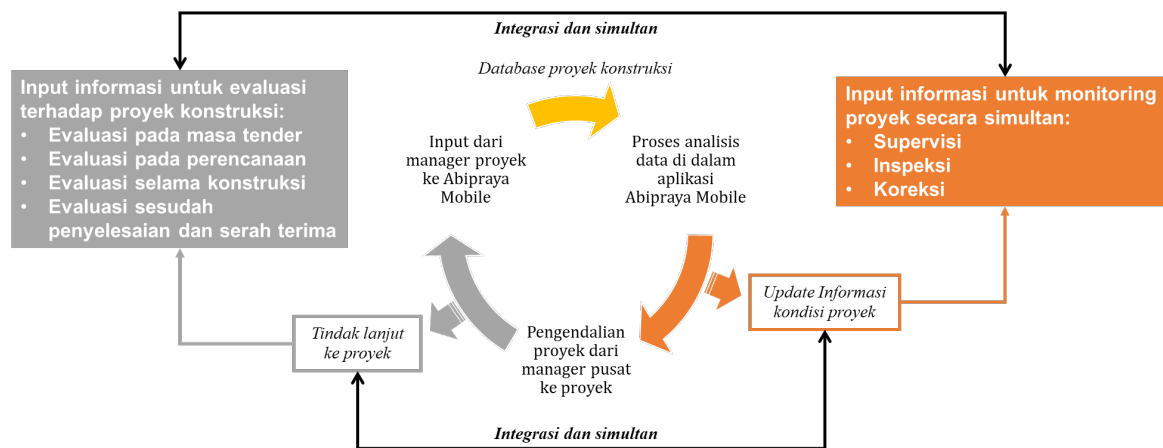 Integrasi dan simultan
Database proyek konstruksi
Input informasi untuk evaluasi
terhadap proyek konstruksi:
• Evaluasi pada masa tender
• Evaluasi pada perencanaan
• Evaluasi selama konstruksi
• Evaluasi sesudah
penyelesaian dan serah terima
Input dari
manager proyek
ke Abipraya
Mobile
Proses analisis
data di dalam
aplikasi
Abipraya Mobile
Input informasi untuk monitoring
proyek secara simultan:
• Supervisi
• Inspeksi
• Koreksi
Update Informasi
kondisi proyek
Tindak lanjut
ke proyek
Pengendalian
proyek dari
manager pusat
ke proyek
Integrasi dan simultan